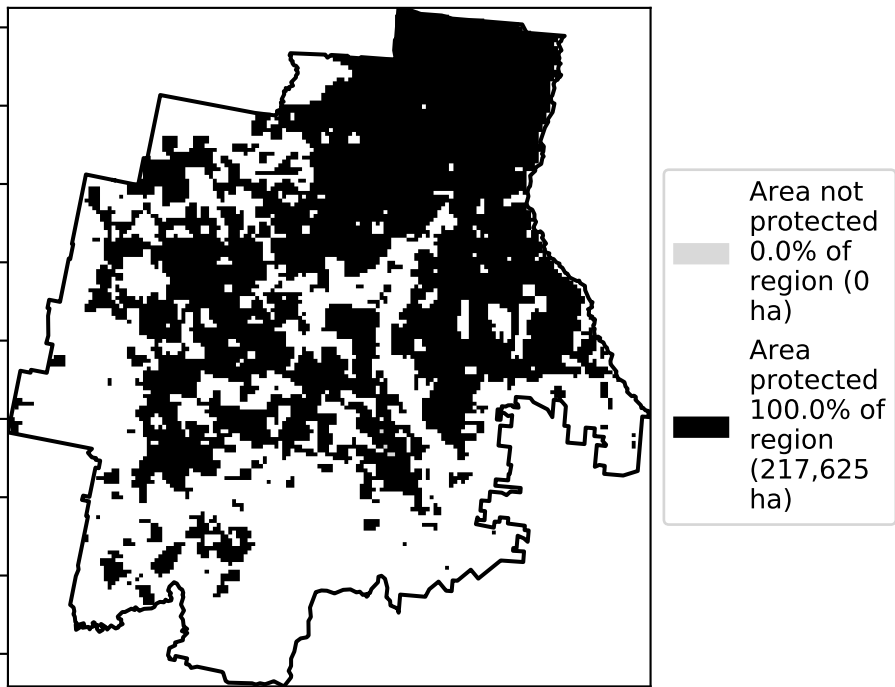 Area not
protected
0.0% of
region (0
ha)
Area
protected
100.0% of
region
(217,625
ha)